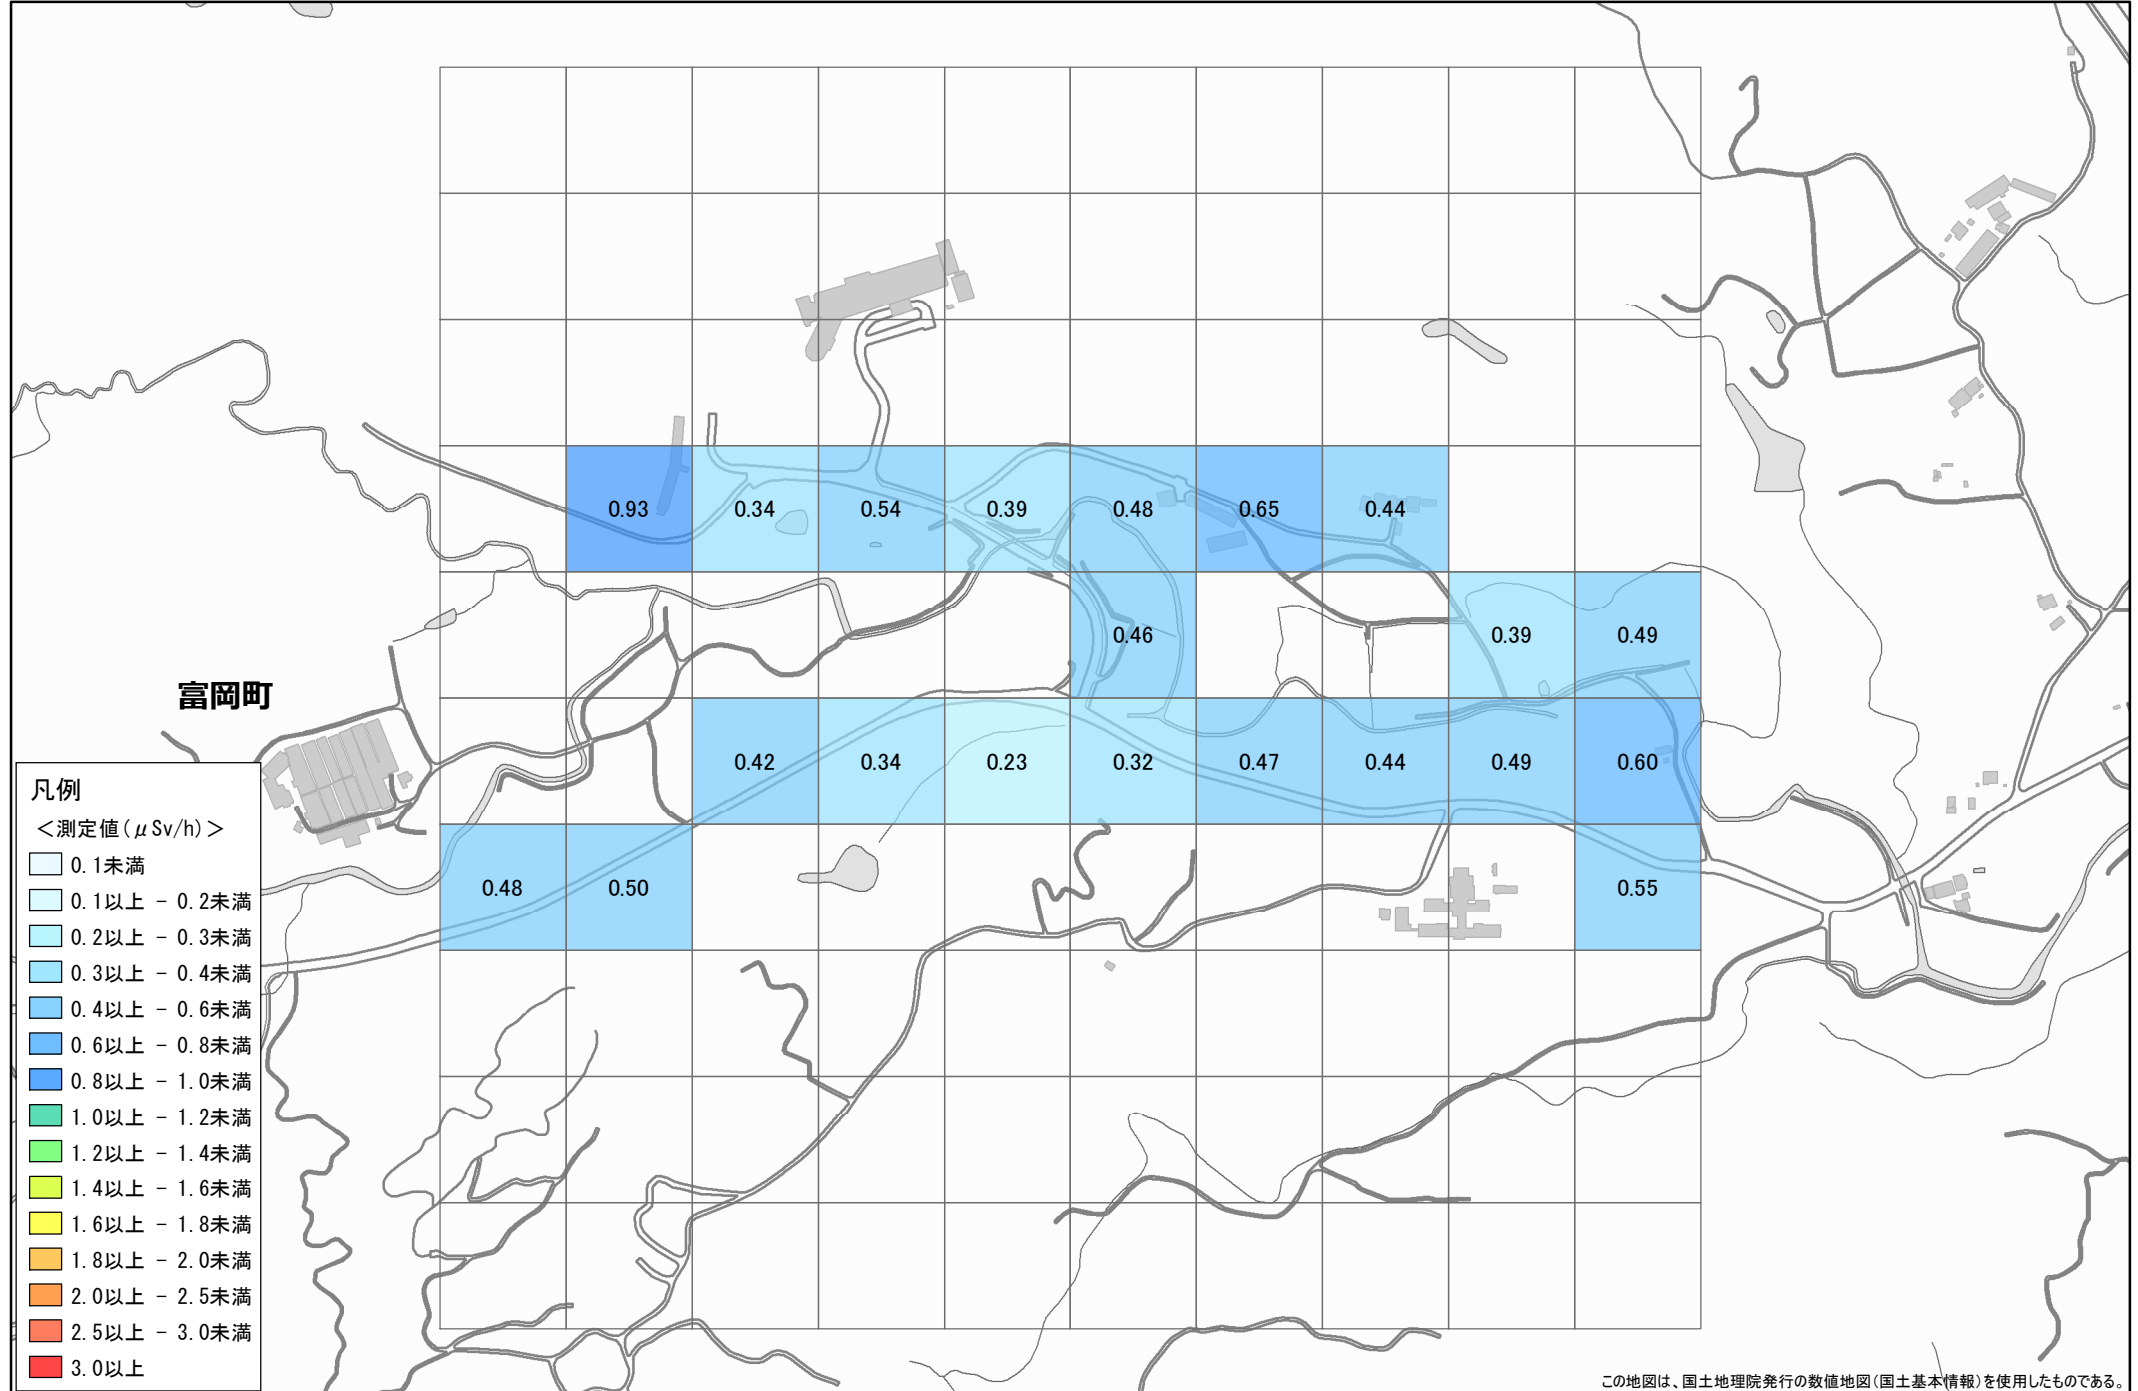 0.93 0.34 0.54 0.39 0.48 0.65 0.44
0.46 0.39 0.49
富岡町
0.42 0.34 0.23 0.32 0.47 0.44 0.49 0.60
0.48 0.50 0.55
凡例
＜測定値(μSv/h)＞
0.1未満
0.1以上 － 0.2未満
0.2以上 － 0.3未満
0.3以上 － 0.4未満
0.4以上 － 0.6未満
0.6以上 － 0.8未満
0.8以上 － 1.0未満
1.0以上 － 1.2未満
1.2以上 － 1.4未満
1.4以上 － 1.6未満
1.6以上 － 1.8未満
1.8以上 － 2.0未満
2.0以上 － 2.5未満
2.5以上 － 3.0未満
3.0以上
この地図は、国土地理院発行の数値地図(国土基本情報)を使用したものである。